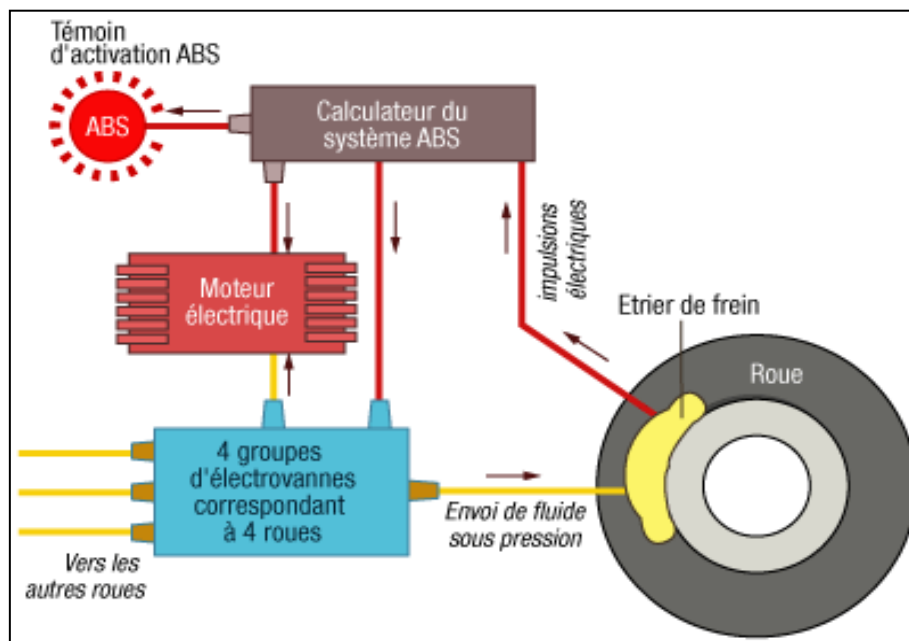 Témoin
d'activation ABS
ABS
Calculateur du
système ABS
impulsions
électriques
Moteur
électrique
Etrier de frein
Roue
4 groupes
d'électrovannes
correspondant
à 4 roues
Envoi de fluide
sous pression
Vers les
autres roues